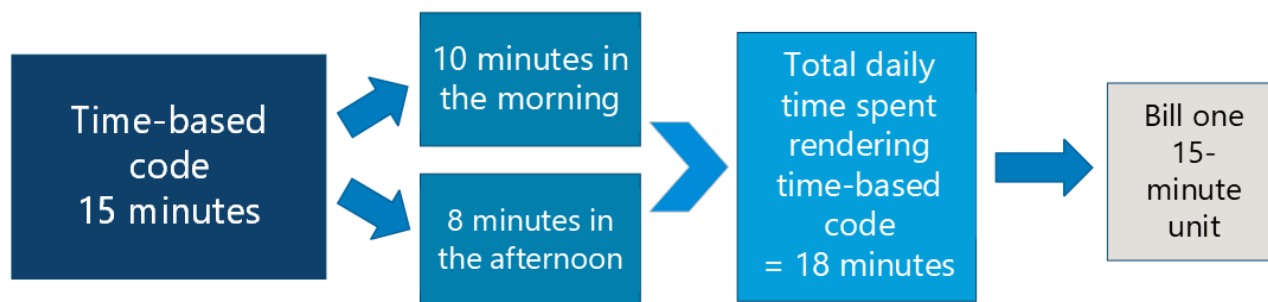 Time-based
code
15 minutes
10 minutes in
the morning
8 minutes in
the afternoon
Total daily
time spent
rendering
time-based
code
= 18 minutes
Bill one
15-
minute
unit